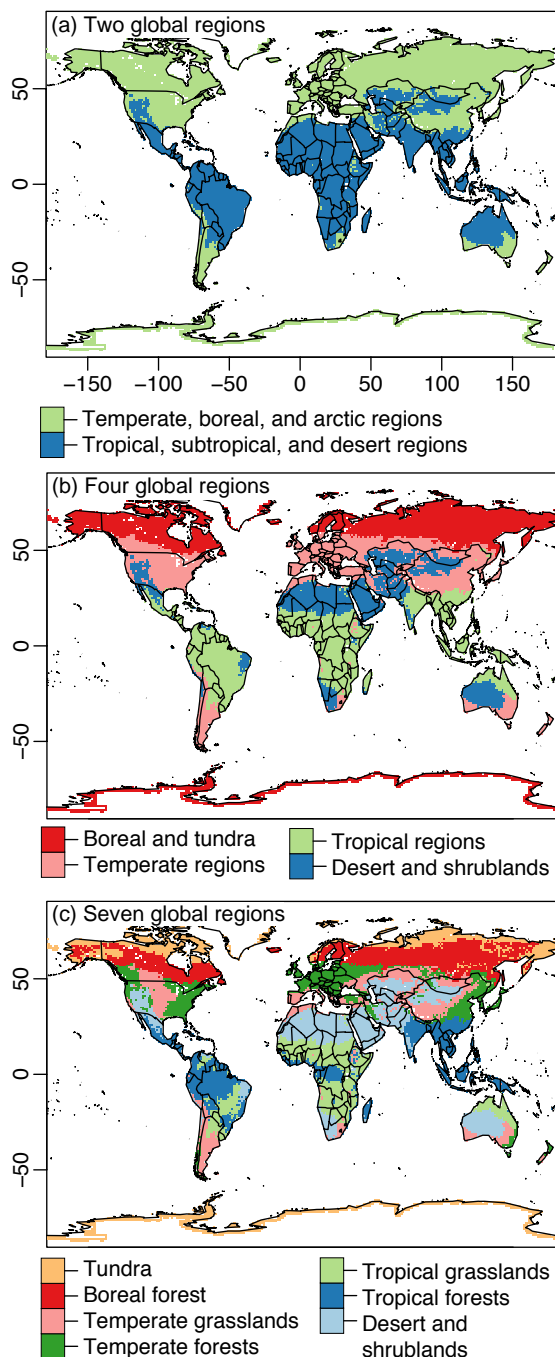 (a) Two global regions
50
0
−50
−150 −100 −50 0 50 100 150
Temperate, boreal, and arctic regions
Tropical, subtropical, and desert regions
(b) Four global regions
50
0
−50
Boreal and tundra
Temperate regions
Tropical regions
Desert and shrublands
(c) Seven global regions
50
0
−50
Tundra
Boreal forest
Temperate grasslands
Temperate forests
Tropical grasslands
Tropical forests
Desert and
shrublands